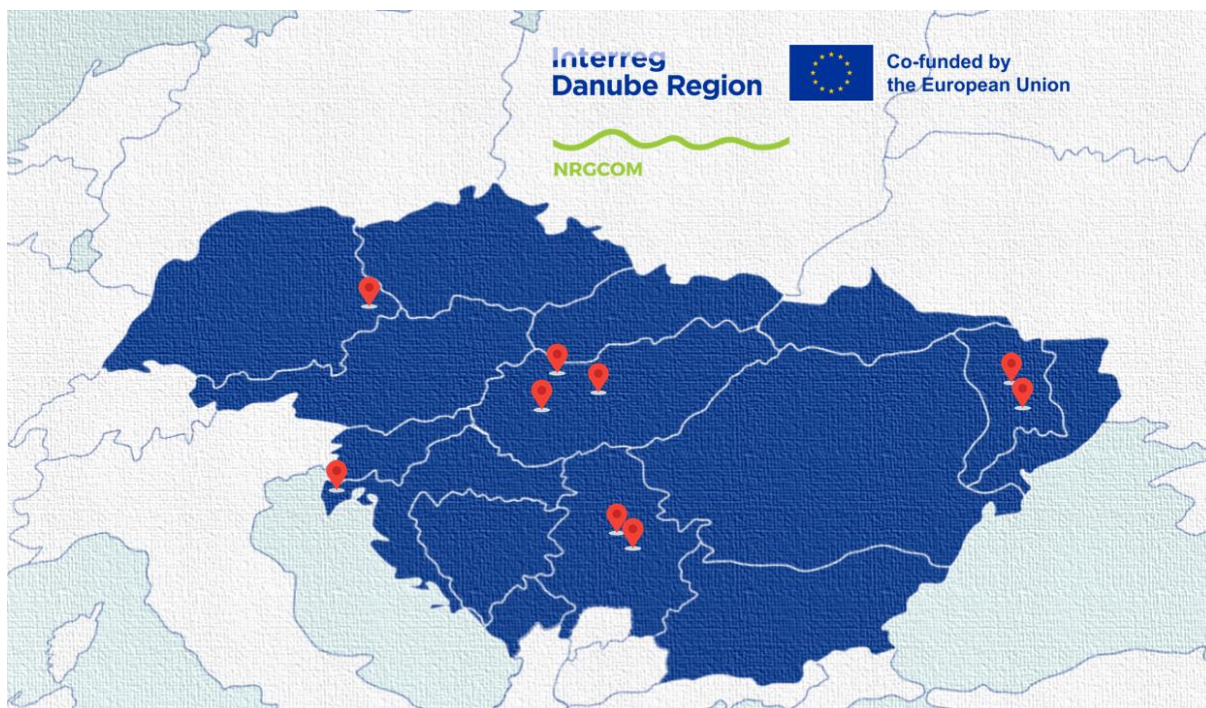 Interreg
Danube Region
Co-funded by
the European Union
NRGCOM